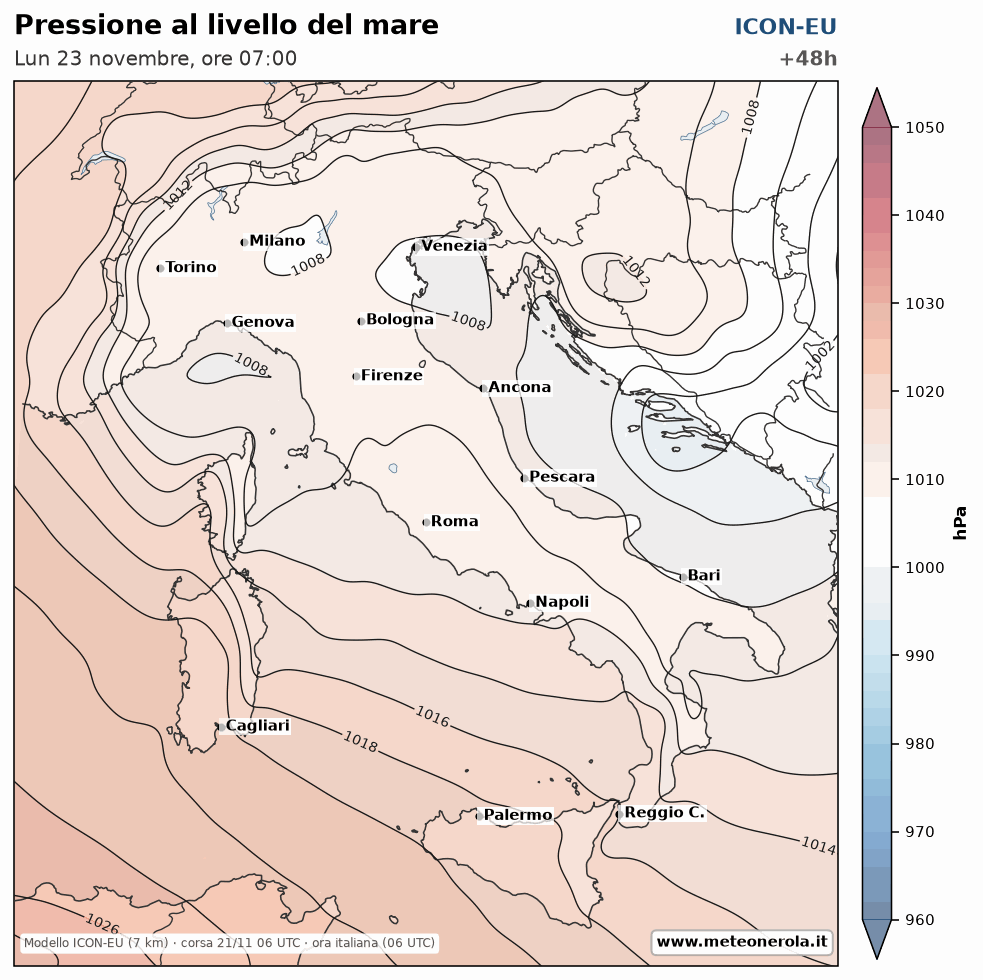 Pressione al livello del mare
ICON-EU
Lun 23 novembre, ore 07:00
+48h
1008
1050
1012
1040
Milano
Venezia
1008
Torino
1012
1030
Genova
Bologna
1008
1008
1002
Firenze
Ancona
1020
Pescara
1010
Roma
hPa
1000
Bari
Napoli
990
1016
Cagliari
1018
980
Palermo
Reggio C.
1014
970
1026
960
Modello ICON-EU (7 km) · corsa 21/11 06 UTC · ora italiana (06 UTC)
www.meteonerola.it